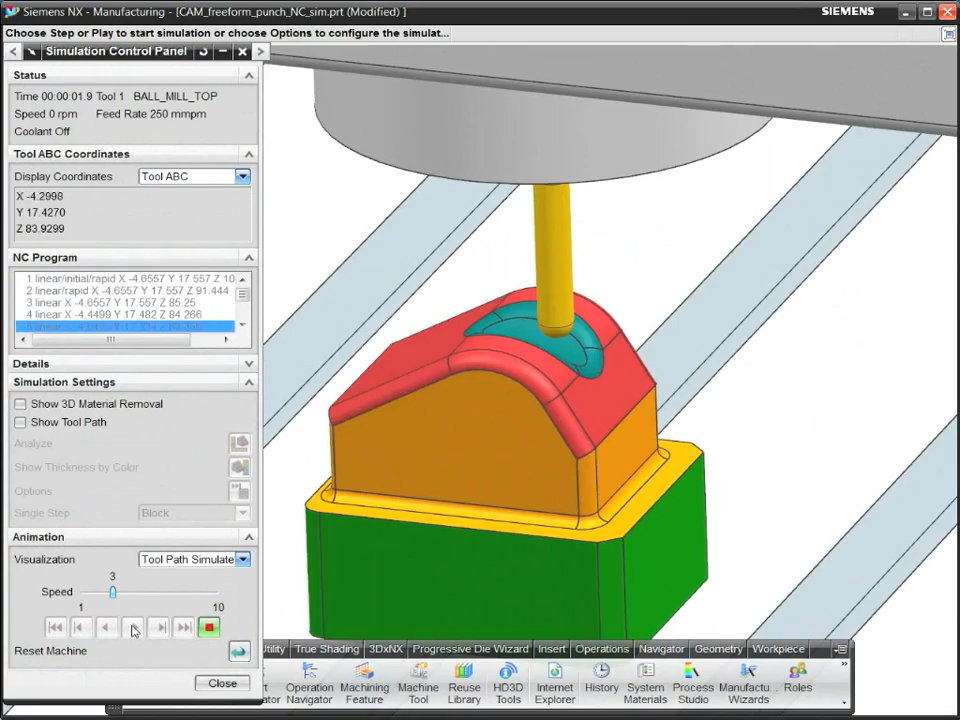 Siemens NX - Manufacturing - [CAM_freeform_punch_NC_sim.prt (Modified) ]
SIEMENS
Choose Step or Play to start simulation or choose Options to configure the simulat...
Simulation Control Panel
Status
Time 00:00:01.9 Tool 1 BALL_MILL_TOP
Speed 0 rpm Feed Rate 250 mmpm
Coolant Off
Tool ABC Coordinates
Display Coordinates Tool ABC
X -4.2998
Y 17.4270
Z 83.9299
NC Program
1 linear/initial/rapid X -4.6557 Y 17.557 Z 10
2 linear/rapid X -4.6557 Y 17.557 Z 91.444
3 linear X -4.6557 Y 17.557 Z 85.25
4 linear X -4.4499 Y 17.482 Z 84.266
Details
Simulation Settings
Show 3D Material Removal
Show Tool Path
Analyze
Show Thickness by Color
Options
Single Step Block
Animation
Visualization Tool Path Simulate
3
Speed
1 10
Reset Machine
Close
tility True Shading 3DxNX Progressive Die Wizard Insert Operations Navigator Geometry Workpiece
Operation Navigator
Machining Feature
Machine Tool
Reuse Library
HD3D Tools
Internet Explorer
History
System Materials
Process Studio
Manufactu... Wizards
Roles